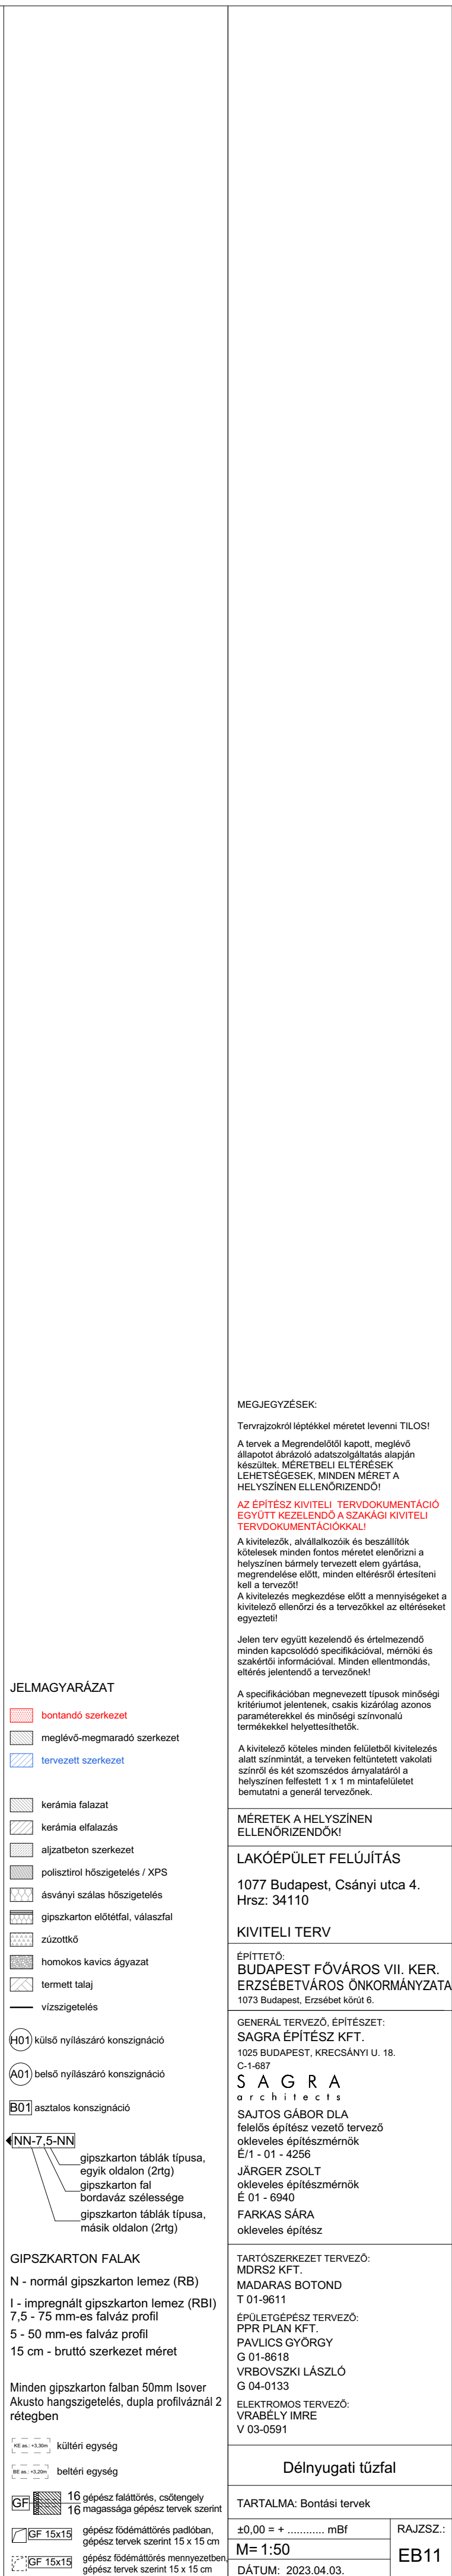 JELMAGYARÁZAT
bontandó szerkezet
meglévő-megmaradó szerkezet
tervezett szerkezet
kerámia falazat
kerámia elfalazás
aljzatbeton szerkezet
polisztirol hőszigetelés / XPS
ásványi szálas hőszigetelés
gipszkarton előtétfal, válaszfal
zúzottkő
homokos kavics ágyazat
termett talaj
vízszigetelés
H01 külső nyílászáró konszignáció
A01 belső nyílászáró konszignáció
B01 asztalos konszignáció
NN-7,5-NN
gipszkarton táblák típusa,
egyik oldalon (2rtg)
gipszkarton fal
bordaváz szélessége
gipszkarton táblák típusa,
másik oldalon (2rtg)
GIPSZKARTON FALAK
N - normál gipszkarton lemez (RB)
I - impregnált gipszkarton lemez (RBI)
7,5 - 75 mm-es falváz profil
5 - 50 mm-es falváz profil
15 cm - bruttó szerkezet méret
Minden gipszkarton falban 50mm Isover
Akusto hangszigetelés, dupla profilváznál 2
rétegben
KE as.: +3,30m kültéri egység
BE as.: +3,20m beltéri egység
GF 16 gépész faláttörés, csőtengely
16 magassága gépész tervek szerint
GF 15x15 gépész födémáttörés padlóban,
gépész tervek szerint 15 x 15 cm
GF 15x15 gépész födémáttörés mennyezetben,
gépész tervek szerint 15 x 15 cm
MEGJEGYZÉSEK:
Tervrajzokról léptékkel méretet levenni TILOS!
A tervek a Megrendelőtől kapott, meglévő
állapotot ábrázoló adatszolgáltatás alapján
készültek. MÉRETBELI ELTÉRÉSEK
LEHETSÉGESEK, MINDEN MÉRET A
HELYSZÍNEN ELLENŐRIZENDŐ!
AZ ÉPÍTÉSZ KIVITELI TERVDOKUMENTÁCIÓ
EGYÜTT KEZELENDŐ A SZAKÁGI KIVITELI
TERVDOKUMENTÁCIÓKKAL!
A kivitelezők, alvállalkozóik és beszállítók
kötelesek minden fontos méretet elenőrizni a
helyszínen bármely tervezett elem gyártása,
megrendelése előtt, minden eltérésről értesíteni
kell a tervezőt!
A kivitelezés megkezdése előtt a mennyiségeket a
kivitelező ellenőrzi és a tervezőkkel az eltéréseket
egyezteti!
Jelen terv együtt kezelendő és értelmezendő
minden kapcsolódó specifikációval, mérnöki és
szakértői információval. Minden ellentmondás,
eltérés jelentendő a tervezőnek!
A specifikációban megnevezett típusok minőségi
kritériumot jelentenek, csakis kizárólag azonos
paraméterekkel és minőségi színvonalú
termékekkel helyettesíthetők.
A kivitelező köteles minden felületből kivitelezés
alatt színmintát, a terveken feltüntetett vakolati
színről és két szomszédos árnyalatáról a
helyszínen felfestett 1 x 1 m mintafelületet
bemutatni a generál tervezőnek.
MÉRETEK A HELYSZÍNEN
ELLENŐRIZENDŐK!
LAKÓÉPÜLET FELÚJÍTÁS
1077 Budapest, Csányi utca 4.
Hrsz: 34110
KIVITELI TERV
ÉPÍTTETŐ:
BUDAPEST FŐVÁROS VII. KER.
ERZSÉBETVÁROS ÖNKORMÁNYZATA
1073 Budapest, Erzsébet körút 6.
GENERÁL TERVEZŐ, ÉPÍTÉSZET:
SAGRA ÉPÍTÉSZ KFT.
1025 BUDAPEST, KRECSÁNYI U. 18.
C-1-687
SAGRA
architects
SAJTOS GÁBOR DLA
felelős építész vezető tervező
okleveles építészmérnök
É/1 - 01 - 4256
JÄRGER ZSOLT
okleveles építészmérnök
É 01 - 6940
FARKAS SÁRA
okleveles építész
TARTÓSZERKEZET TERVEZŐ:
MDRS2 KFT.
MADARAS BOTOND
T 01-9611
ÉPÜLETGÉPÉSZ TERVEZŐ:
PPR PLAN KFT.
PAVLICS GYÖRGY
G 01-8618
VRBOVSZKI LÁSZLÓ
G 04-0133
ELEKTROMOS TERVEZŐ:
VRABÉLY IMRE
V 03-0591
Délnyugati tűzfal
TARTALMA: Bontási tervek
±0,00 = + ............ mBf
RAJZSZ.:
M= 1:50
EB11
DÁTUM: 2023.04.03.